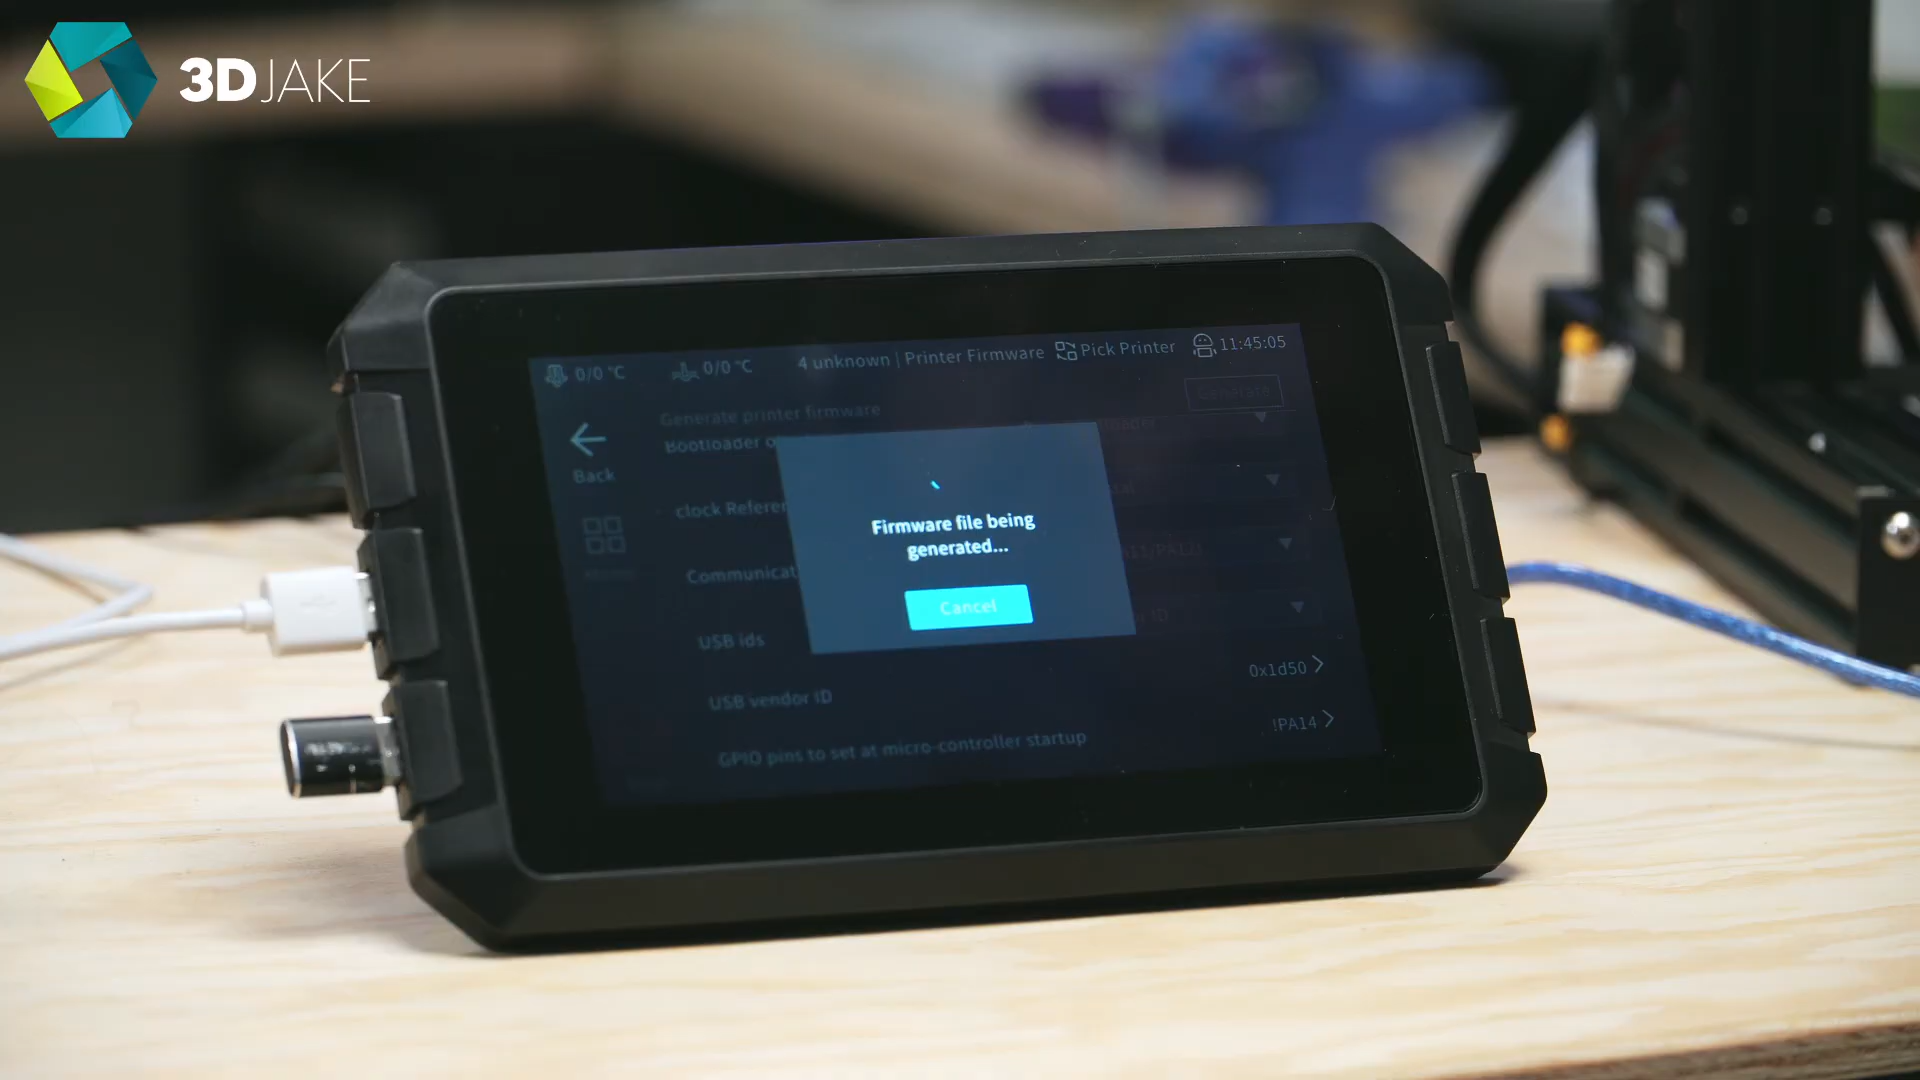 3DJAKE
0/0 °C
0/0 °C
4 unknown | Printer Firmware
Pick Printer
11:45:05
Generate printer firmware
Generate
Back
Bootloader
clock
Communicat
USB ids
Firmware file being
generated...
Cancel
USB vendor ID
0x1d50
GPIO pins to set at micro-controller startup
!PA14